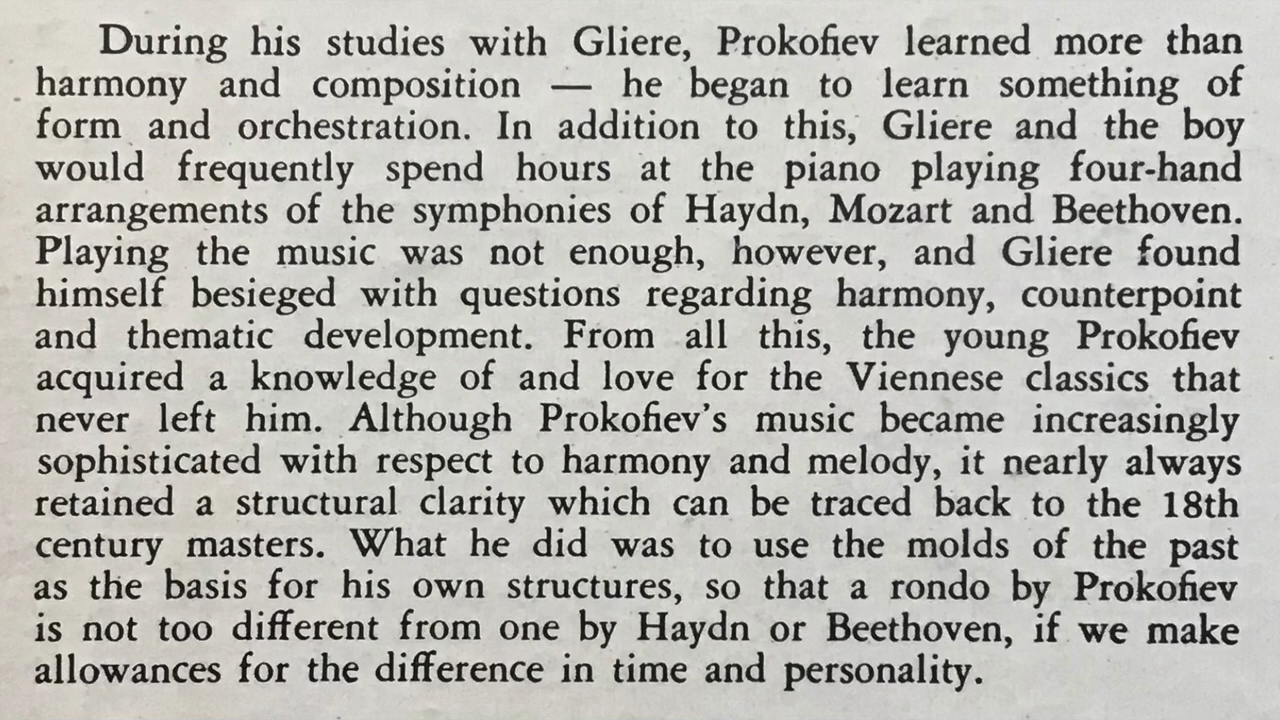 During his studies with Gliere, Prokofiev learned more than
harmony and composition — he began to learn something of
form and orchestration. In addition to this, Gliere and the boy
would frequently spend hours at the piano playing four-hand
arrangements of the symphonies of Haydn, Mozart and Beethoven.
Playing the music was not enough, however, and Gliere found
himself besieged with questions regarding harmony, counterpoint
and thematic development. From all this, the young Prokofiev
acquired a knowledge of and love for the Viennese classics that
never left him. Although Prokofiev's music became increasingly
sophisticated with respect to harmony and melody, it nearly always
retained a structural clarity which can be traced back to the 18th
century masters. What he did was to use the molds of the past
as the basis for his own structures, so that a rondo by Prokofiev
is not too different from one by Haydn or Beethoven, if we make
allowances for the difference in time and personality.